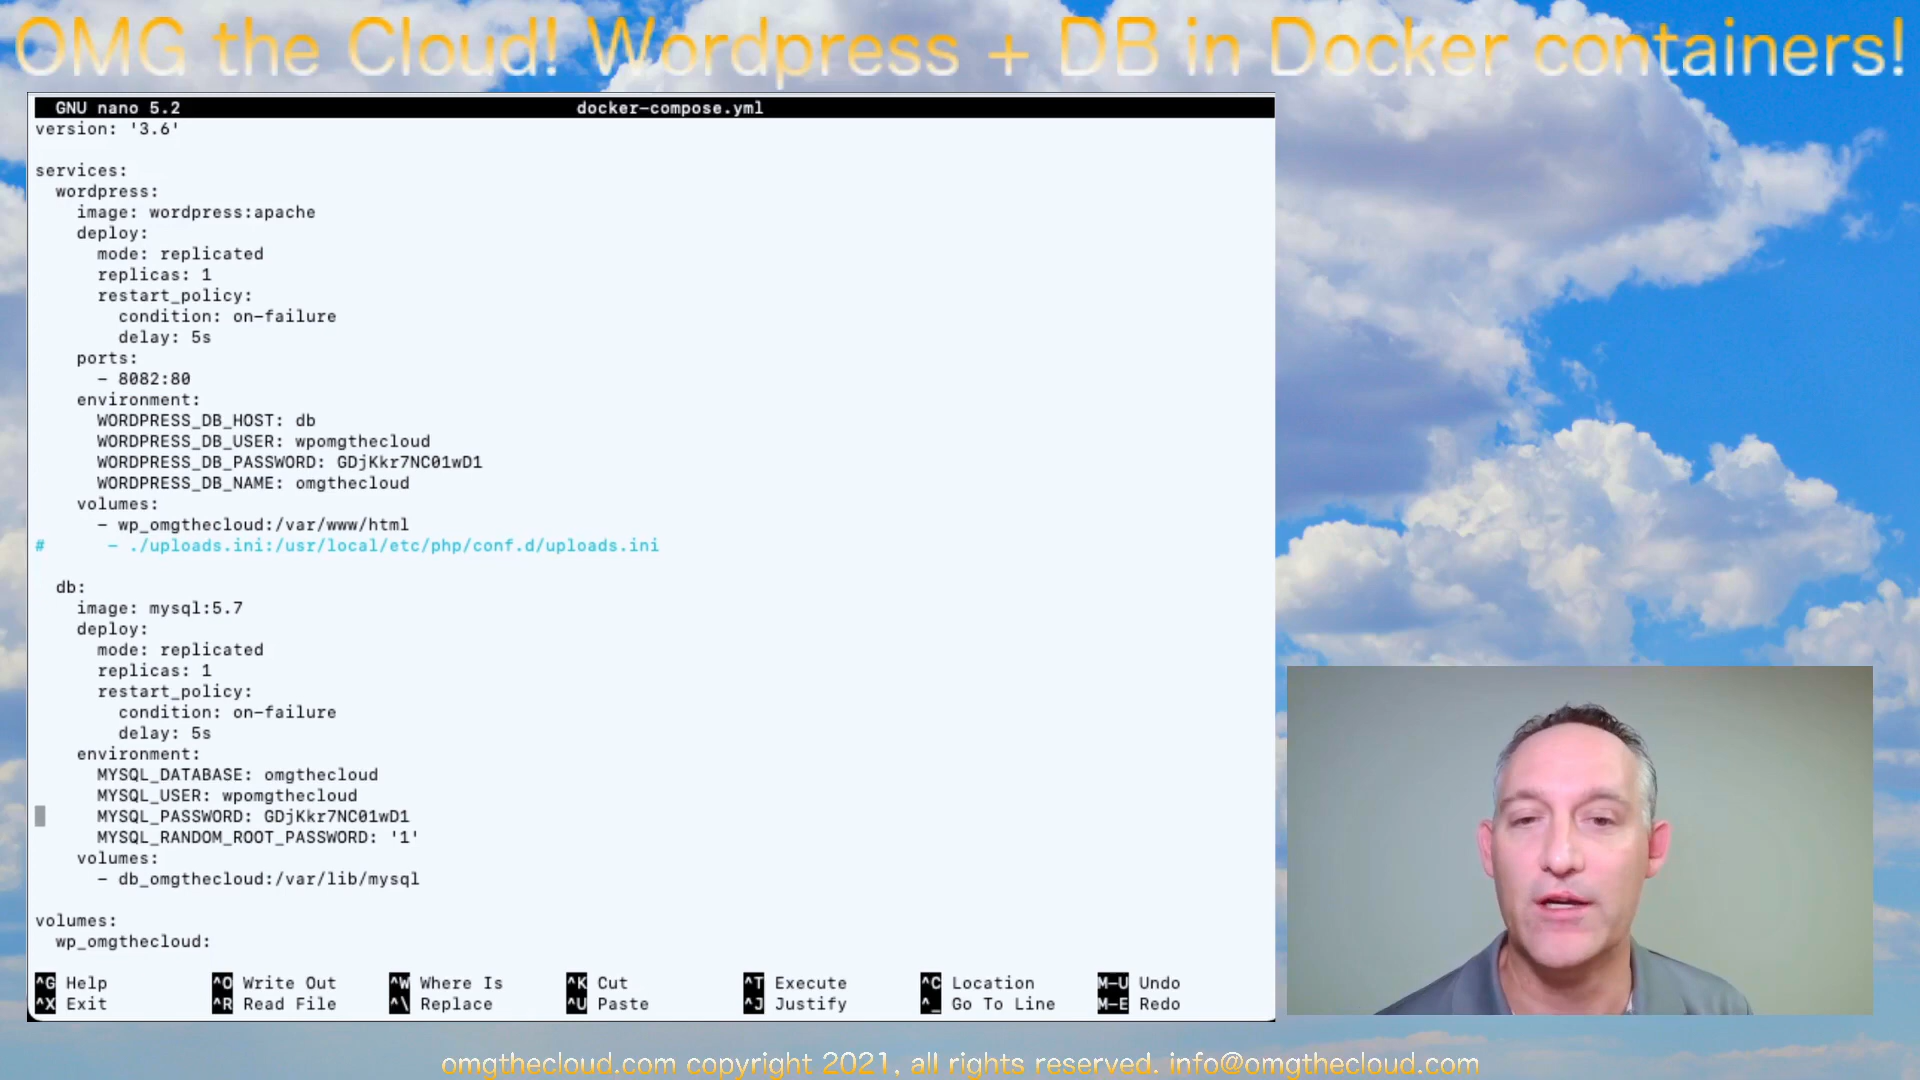 OMG the Cloud! Wordpress + DB in Docker containers!
GNU nano 5.2 docker-compose.yml
version: '3.6'
services:
  wordpress:
    image: wordpress:apache
    deploy:
      mode: replicated
      replicas: 1
      restart_policy:
        condition: on-failure
        delay: 5s
    ports:
      - 8082:80
    environment:
      WORDPRESS_DB_HOST: db
      WORDPRESS_DB_USER: wpomgthecloud
      WORDPRESS_DB_PASSWORD: GDjKkr7NC01wD1
      WORDPRESS_DB_NAME: omgthecloud
    volumes:
      - wp_omgthecloud:/var/www/html
#      - ./uploads.ini:/usr/local/etc/php/conf.d/uploads.ini
  db:
    image: mysql:5.7
    deploy:
      mode: replicated
      replicas: 1
      restart_policy:
        condition: on-failure
        delay: 5s
    environment:
      MYSQL_DATABASE: omgthecloud
      MYSQL_USER: wpomgthecloud
      MYSQL_PASSWORD: GDjKkr7NC01wD1
      MYSQL_RANDOM_ROOT_PASSWORD: '1'
    volumes:
      - db_omgthecloud:/var/lib/mysql
volumes:
  wp_omgthecloud:
^G Help ^O Write Out ^W Where Is ^K Cut ^T Execute ^C Location M-U Undo
^X Exit ^R Read File ^\ Replace ^U Paste ^J Justify ^_ Go To Line M-E Redo
omgthecloud.com copyright 2021, all rights reserved. info@omgthecloud.com